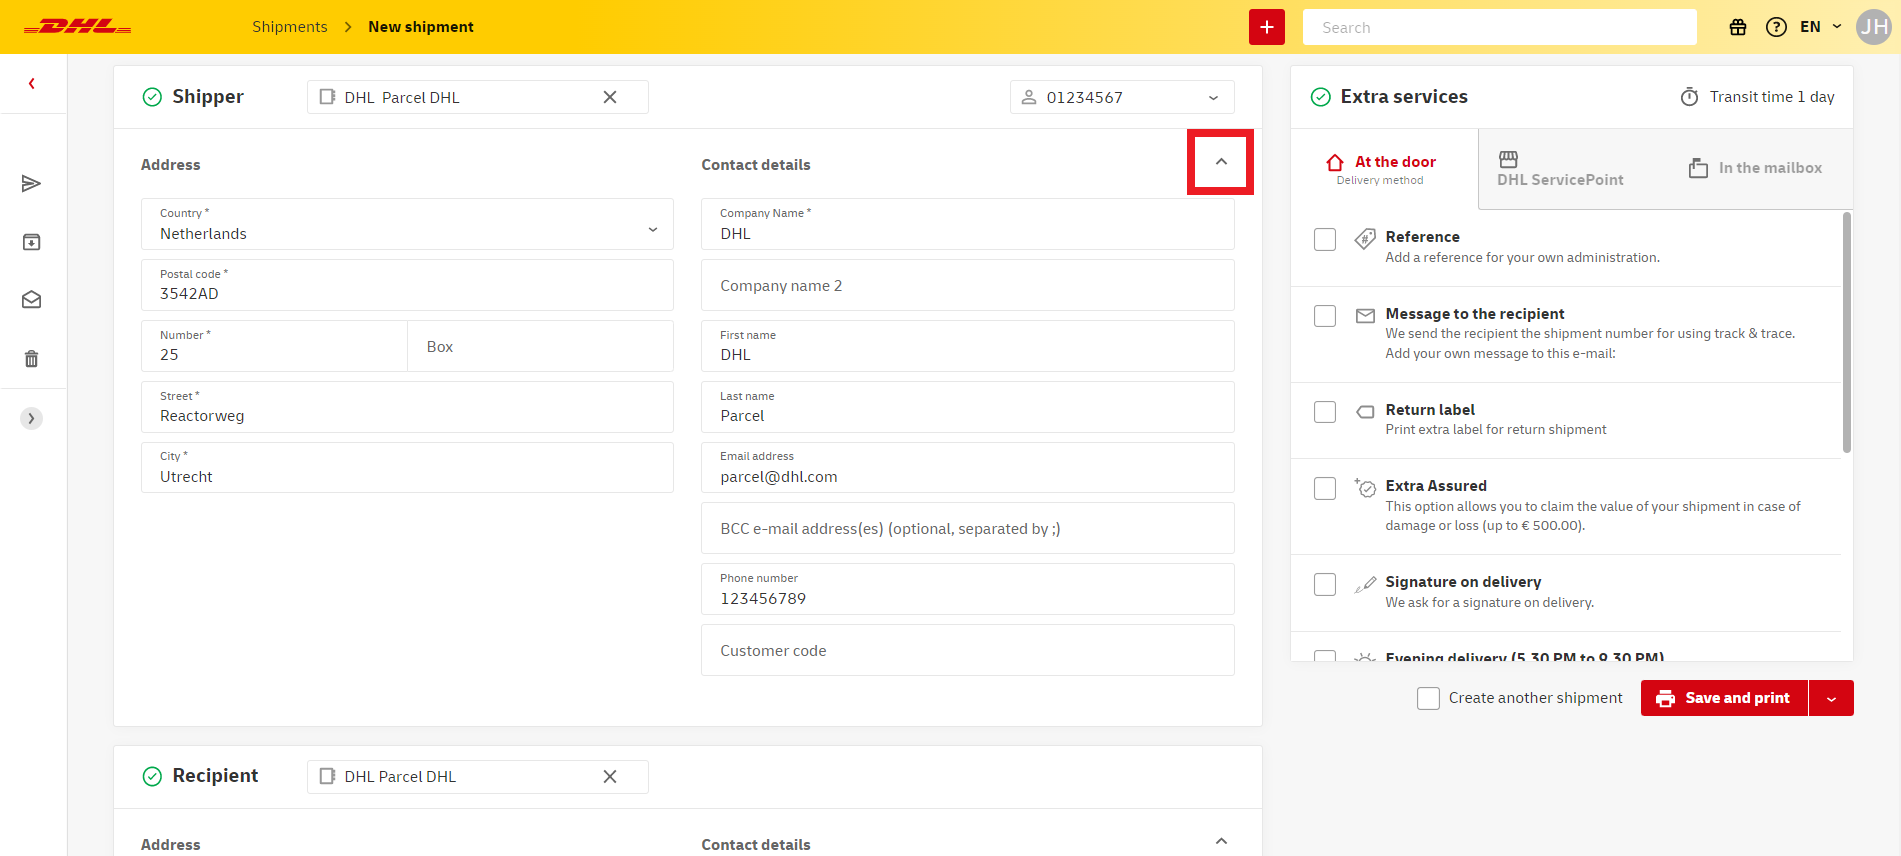 DHL
Shipments
New shipment
+
Search
?
EN
JH
Shipper
DHL  Parcel DHL
01234567
Address
Contact details
Country *
Netherlands
Postal code *
3542AD
Number *
25
Box
Street *
Reactorweg
City *
Utrecht
Company Name *
DHL
Company name 2
First name
DHL
Last name
Parcel
Email address
parcel@dhl.com
BCC e-mail address(es) (optional, separated by ;)
Phone number
123456789
Customer code
Recipient
DHL Parcel DHL
Address
Contact details
Extra services
Transit time 1 day
At the door
Delivery method
DHL ServicePoint
In the mailbox
Reference
Add a reference for your own administration.
Message to the recipient
We send the recipient the shipment number for using track & trace.
Add your own message to this e-mail:
Return label
Print extra label for return shipment
Extra Assured
This option allows you to claim the value of your shipment in case of
damage or loss (up to € 500.00).
Signature on delivery
We ask for a signature on delivery.
Evening delivery (5.30 PM to 9.30 PM)
Create another shipment
Save and print